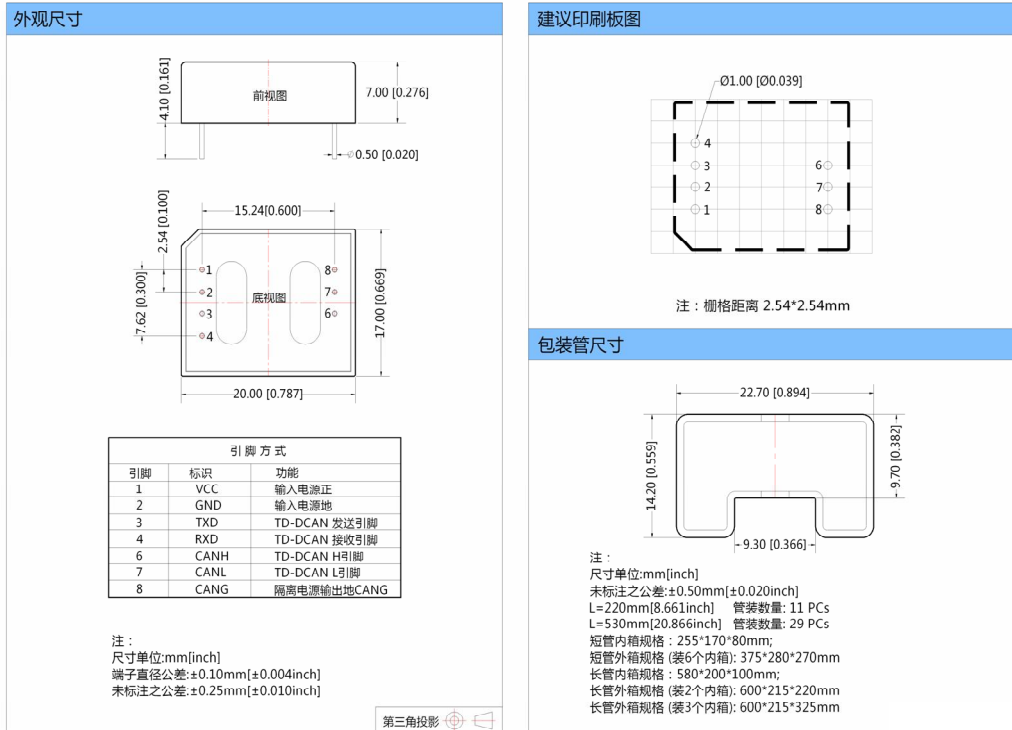 外观尺寸
4.10 [0.161]
前视图
7.00 [0.276]
0.50 [0.020]
2.54 [0.100]
15.24[0.600]
7.62 [0.300]
1
2
3
4
底视图
8
7
6
17.00 [0.669]
20.00 [0.787]
引脚方式
引脚 标识 功能
1 VCC 输入电源正
2 GND 输入电源地
3 TXD TD-DCAN 发送引脚
4 RXD TD-DCAN 接收引脚
6 CANH TD-DCAN H引脚
7 CANL TD-DCAN L引脚
8 CANG 隔离电源输出地CANG
注：
尺寸单位:mm[inch]
端子直径公差:±0.10mm[±0.004inch]
未标注之公差:±0.25mm[±0.010inch]
第三角投影
建议印刷板图
Ø1.00 [Ø0.039]
4
3 6
2 7
1 8
注：栅格距离 2.54*2.54mm
包装管尺寸
22.70 [0.894]
14.20 [0.559]
9.70 [0.382]
9.30 [0.366]
注：
尺寸单位:mm[inch]
未标注之公差:±0.50mm[±0.020inch]
L=220mm[8.661inch] 管装数量: 11 PCs
L=530mm[20.866inch] 管装数量: 29 PCs
短管内箱规格：255*170*80mm;
短管外箱规格 (装6个内箱): 375*280*270mm
长管内箱规格：580*200*100mm;
长管外箱规格 (装2个内箱): 600*215*220mm
长管外箱规格 (装3个内箱): 600*215*325mm